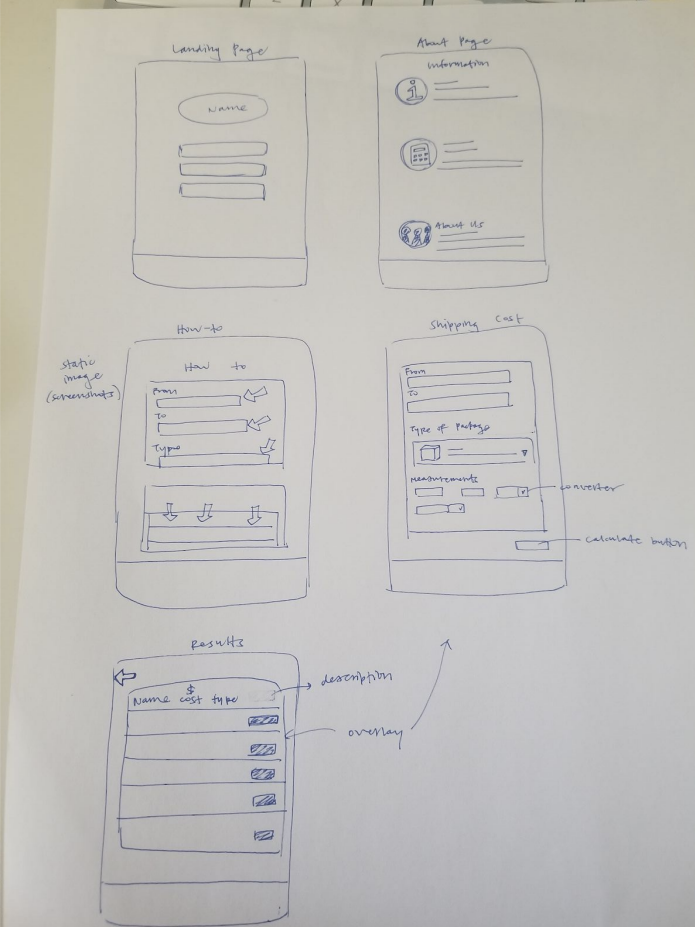 Landing Page
Name
About Page
Information
i
About Us
How-to
static
image
(screenshots)
How to
From
To
Type
Shipping Cost
From
To
Type of Package
Measurements
converter
calculate button
Results
$
Name cost type
description
overlay